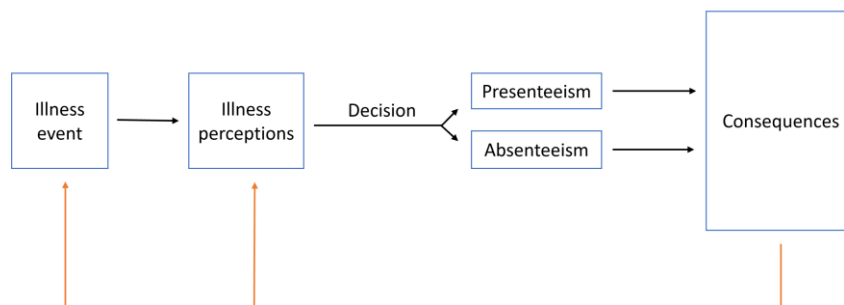 Illness
event
Illness
perceptions
Decision
Presenteeism
Absenteeism
Consequences